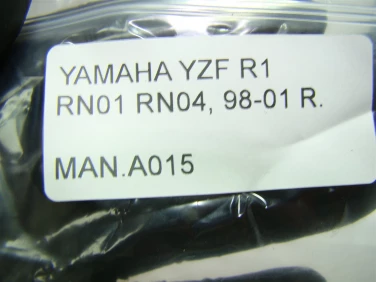 YAMAHA YZF R1
RN01 RN04, 98-01 R.
MAN.A015